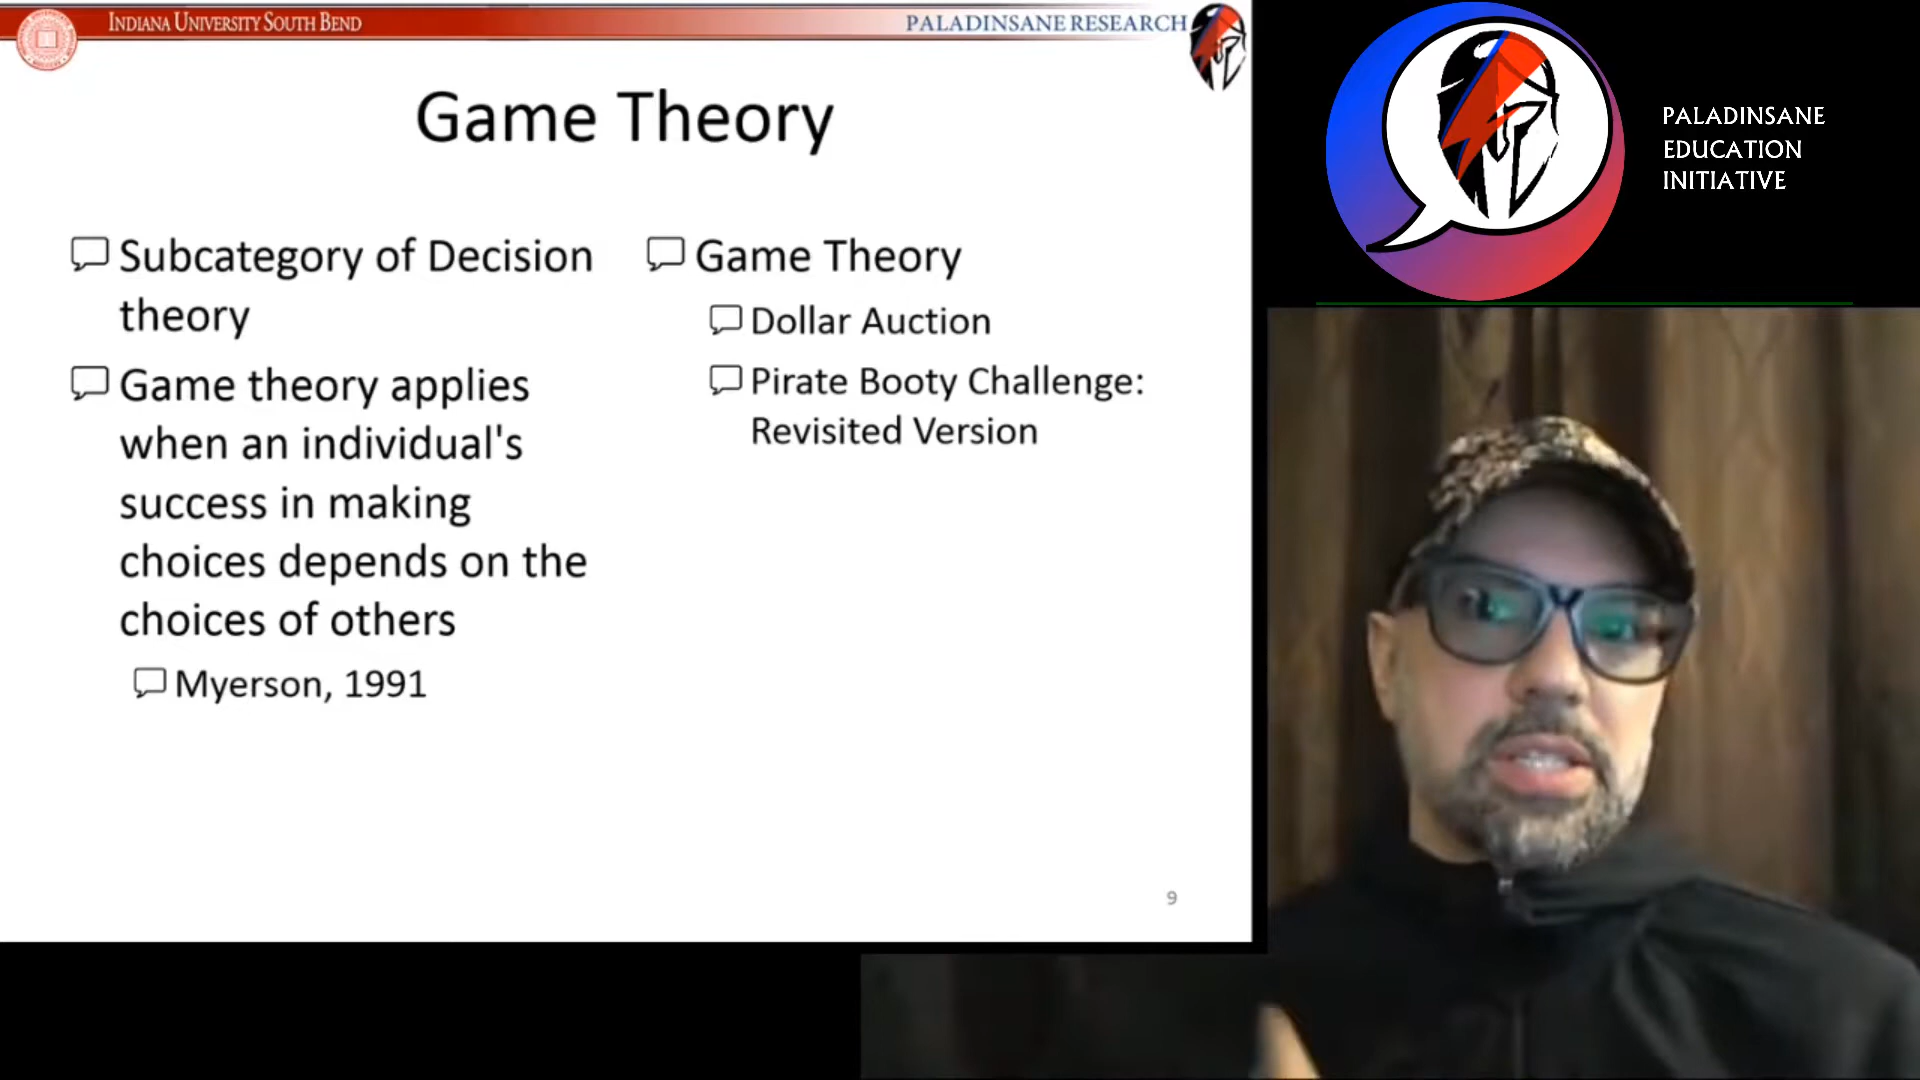 INDIANA UNIVERSITY SOUTH BEND
PALADINSANE RESEARCH
Game Theory
Subcategory of Decision
theory
Game theory applies
when an individual's
success in making
choices depends on the
choices of others
Myerson, 1991
Game Theory
Dollar Auction
Pirate Booty Challenge:
Revisited Version
9
PALADINSANE
EDUCATION
INITIATIVE